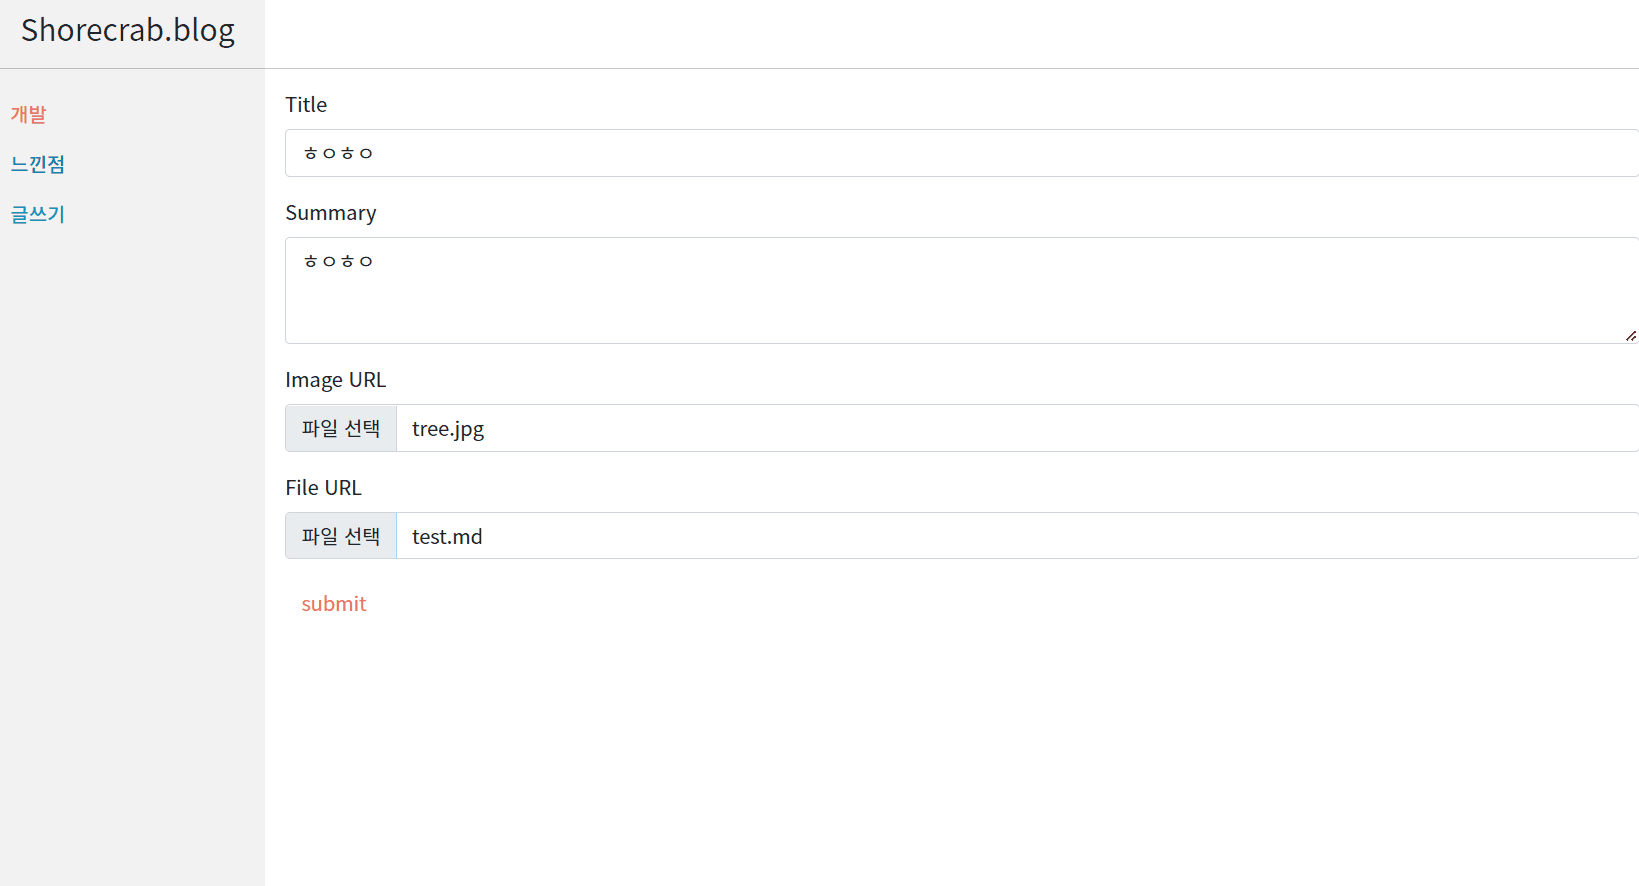 Shorecrab.blog
개발
느낀점
글쓰기
Title
ㅎㅇㅎㅇ
Summary
ㅎㅇㅎㅇ
Image URL
파일 선택 tree.jpg
File URL
파일 선택 test.md
submit